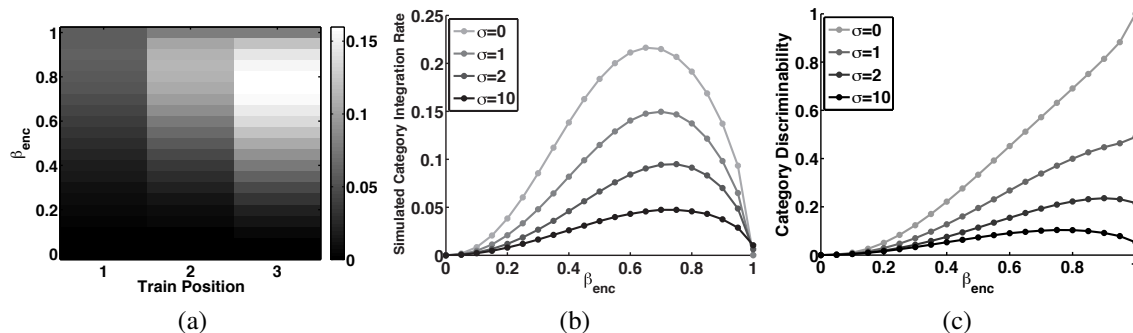 1
0.8
0.6
0.4
0.2
0
β_enc
1
2
3
Train Position
0.15
0.1
0.05
0
(a)
Simulated Category Integration Rate
0.25
0.2
0.15
0.1
0.05
0
σ=0
σ=1
σ=2
σ=10
0
0.2
0.4
0.6
0.8
1
β_enc
(b)
Category Discriminability
1
0.8
0.6
0.4
0.2
0
σ=0
σ=1
σ=2
σ=10
0
0.2
0.4
0.6
0.8
1
β_enc
(c)